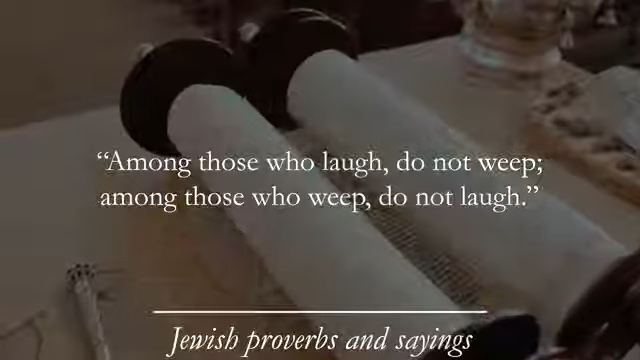 “Among those who laugh, do not weep;
among those who weep, do not laugh.”
Jewish proverbs and sayings